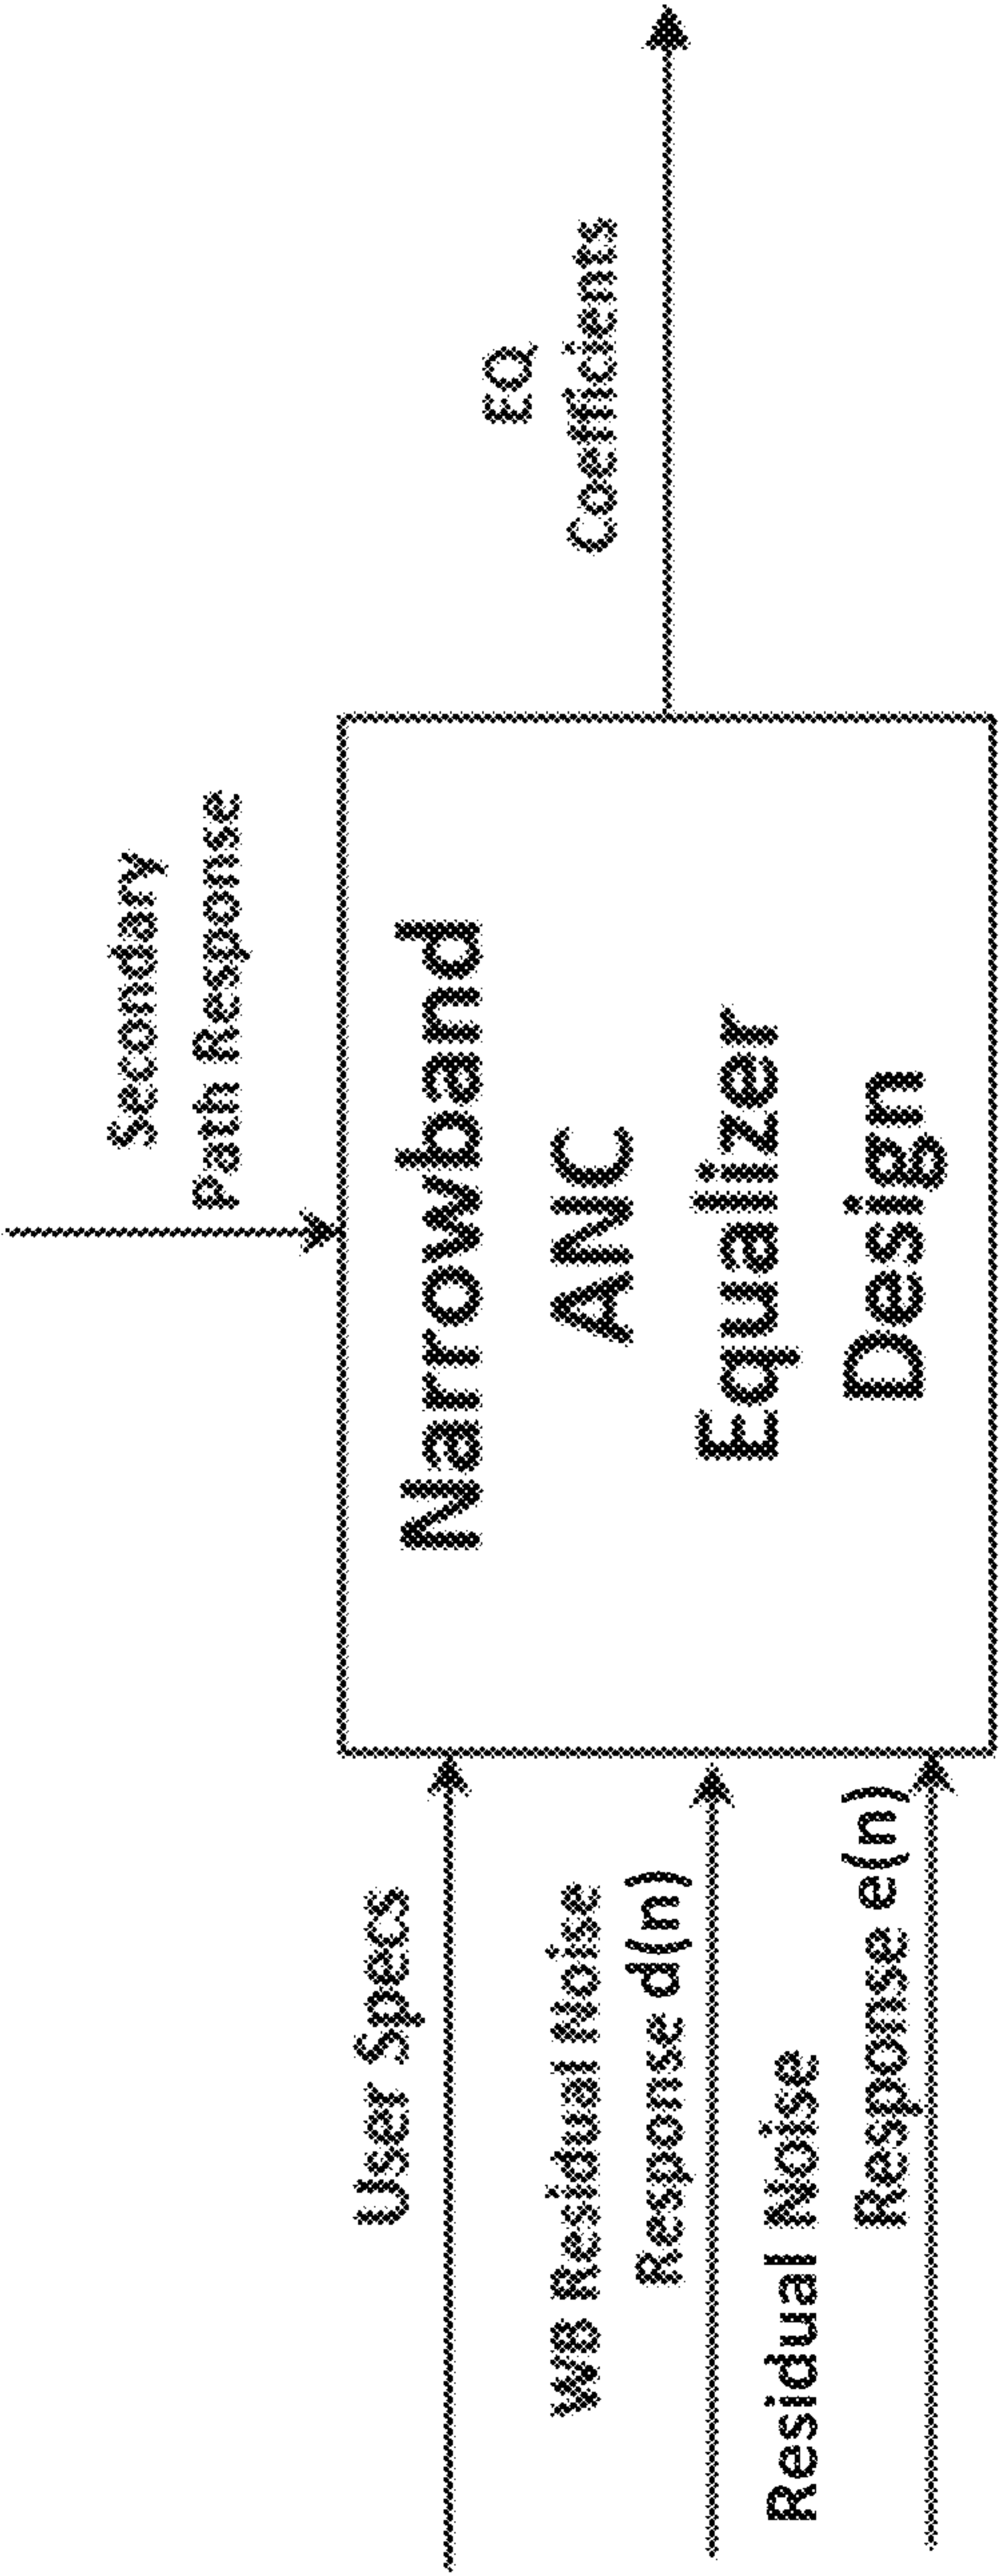 Secondary
Path Response
User Specs
WB Residual Noise
Response d(n)
Residual Noise
Response e(n)
Narrowband
ANC
Equalizer
Design
EQ
Coefficients